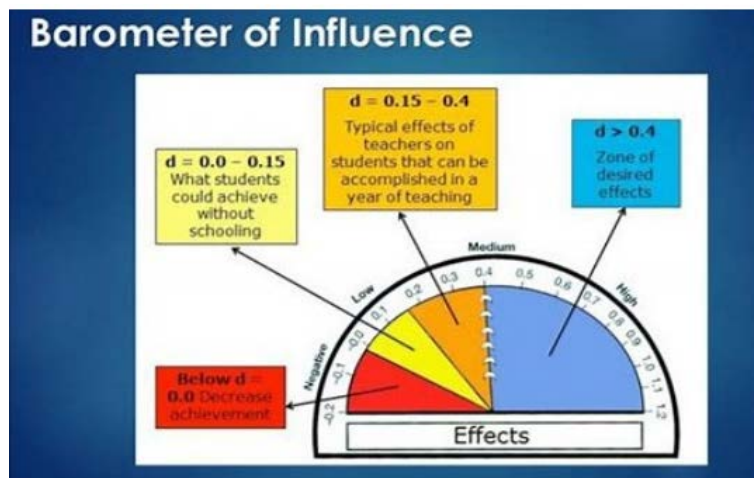 Barometer of Influence
d = 0.15 – 0.4
Typical effects of
teachers on
students that can be
accomplished in a
year of teaching
d > 0.4
Zone of
desired
effects
d = 0.0 – 0.15
What students
could achieve
without
schooling
Below d =
0.0 Decrease
achievement
Negative
Low
Medium
High
-0.2
-0.1
-0.0
0.1
0.2
0.3
0.4
0.5
0.6
0.7
0.8
0.9
1.0
1.1
1.2
Effects